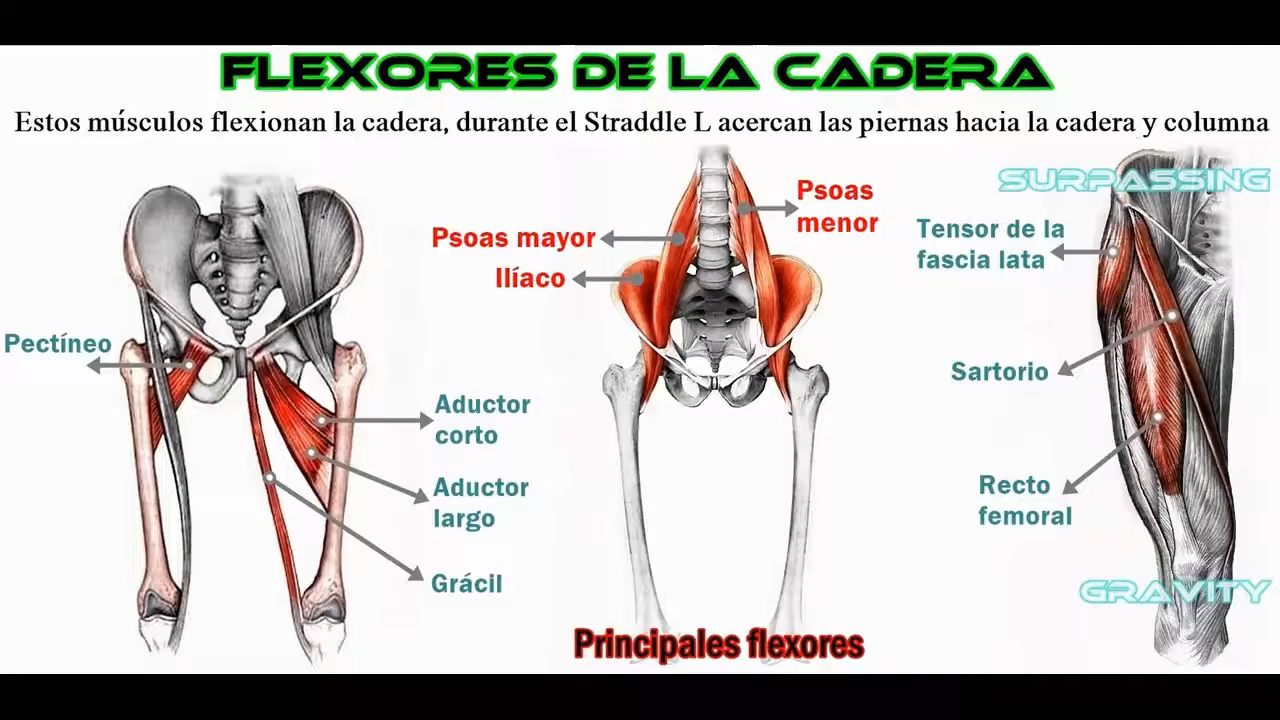 FLEXORES DE LA CADERA
Estos músculos flexionan la cadera, durante el Straddle L acercan las piernas hacia la cadera y columna
Pectíneo
Aductor
corto
Aductor
largo
Grácil
Psoas mayor
Ilíaco
Psoas
menor
Principales flexores
SURPASSING
Tensor de la
fascia lata
Sartorio
Recto
femoral
GRAVITY